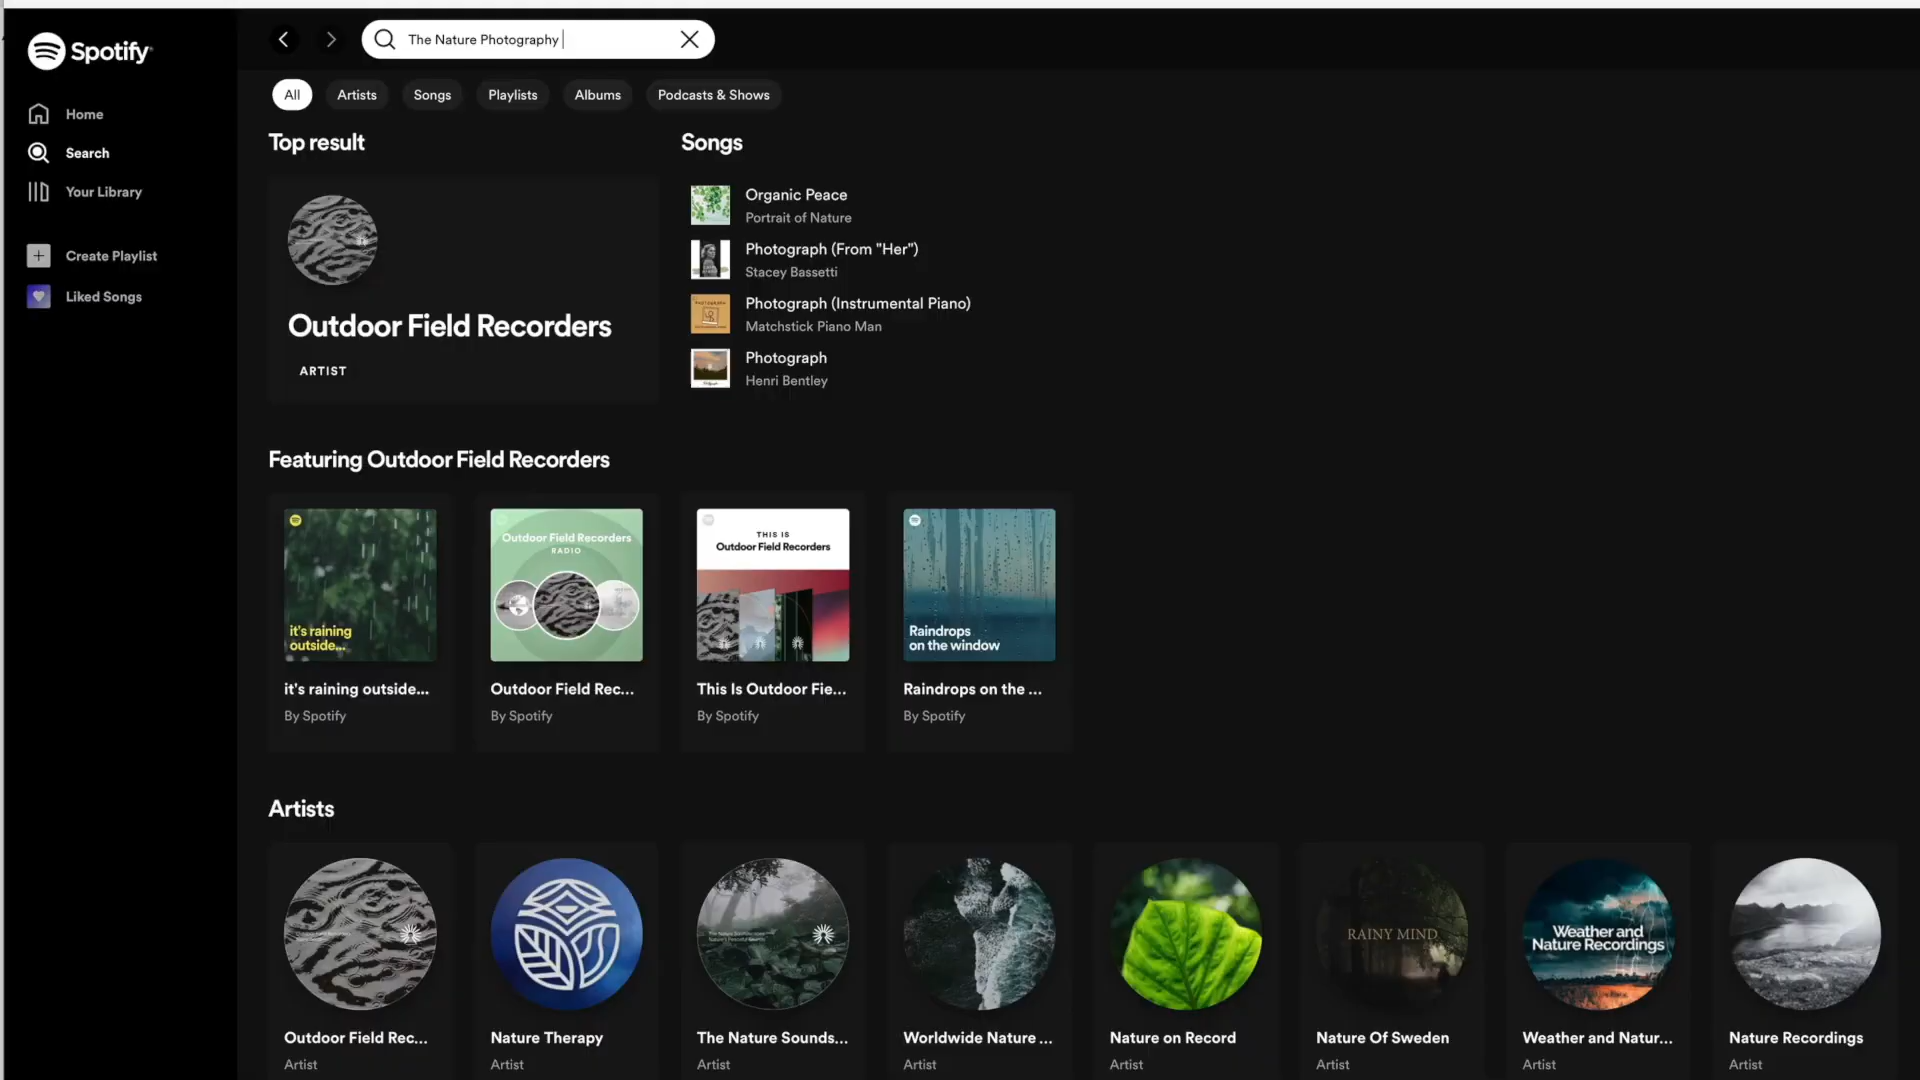 Spotify
The Nature Photography
Home
Search
Your Library
Create Playlist
Liked Songs
All
Artists
Songs
Playlists
Albums
Podcasts & Shows
Top result
Outdoor Field Recorders
ARTIST
Songs
Organic Peace
Portrait of Nature
Photograph (From "Her")
Stacey Bassetti
Photograph (Instrumental Piano)
Matchstick Piano Man
Photograph
Henri Bentley
Featuring Outdoor Field Recorders
it's raining
outside...
it's raining outside...
By Spotify
Outdoor Field Recorders
RADIO
Outdoor Field Rec...
By Spotify
THIS IS
Outdoor Field Recorders
This Is Outdoor Fie...
By Spotify
Raindrops
on the window
Raindrops on the ...
By Spotify
Artists
Outdoor Field Rec...
Artist
Nature Therapy
Artist
The Nature Sounds...
Artist
Worldwide Nature ...
Artist
Nature on Record
Artist
RAINY MIND
Nature Of Sweden
Artist
Weather and
Nature Recordings
Weather and Natur...
Artist
Nature Recordings
Artist